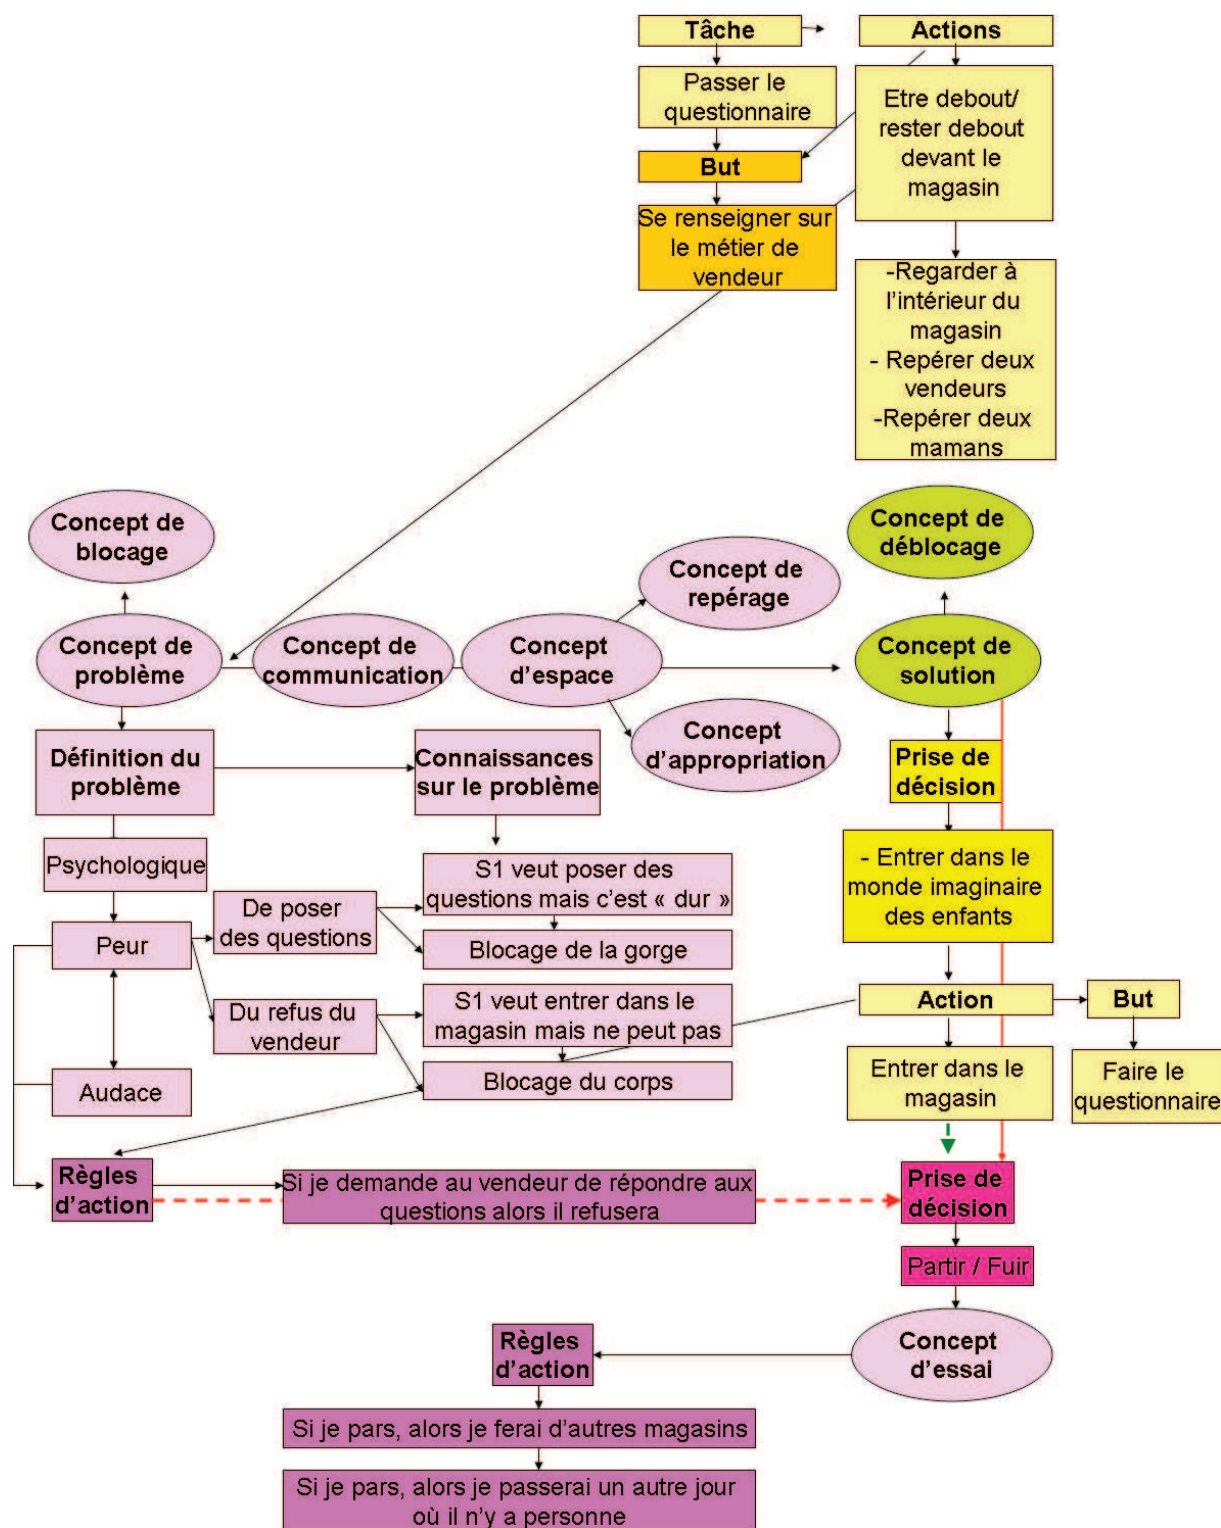 Tâche
Actions
Passer le
questionnaire
Etre debout/
rester debout
devant le
magasin
But
Se renseigner sur
le métier de
vendeur
-Regarder à
l'intérieur du
magasin
- Repérer deux
vendeurs
-Repérer deux
mamans
Concept de
blocage
Concept de
repérage
Concept de
déblocage
Concept de
problème
Concept de
communication
Concept
d'espace
Concept de
solution
Concept
d'appropriation
Définition du
problème
Connaissances
sur le problème
Prise de
décision
Psychologique
S1 veut poser des
questions mais c'est « dur »
- Entrer dans le
monde imaginaire
des enfants
Peur
De poser
des questions
Blocage de la gorge
Du refus du
vendeur
S1 veut entrer dans le
magasin mais ne peut pas
Action
But
Audace
Blocage du corps
Entrer dans le
magasin
Faire le
questionnaire
Règles
d'action
Si je demande au vendeur de répondre aux
questions alors il refusera
Prise de
décision
Partir / Fuir
Règles
d'action
Concept
d'essai
Si je pars, alors je ferai d'autres magasins
Si je pars, alors je passerai un autre jour
où il n'y a personne